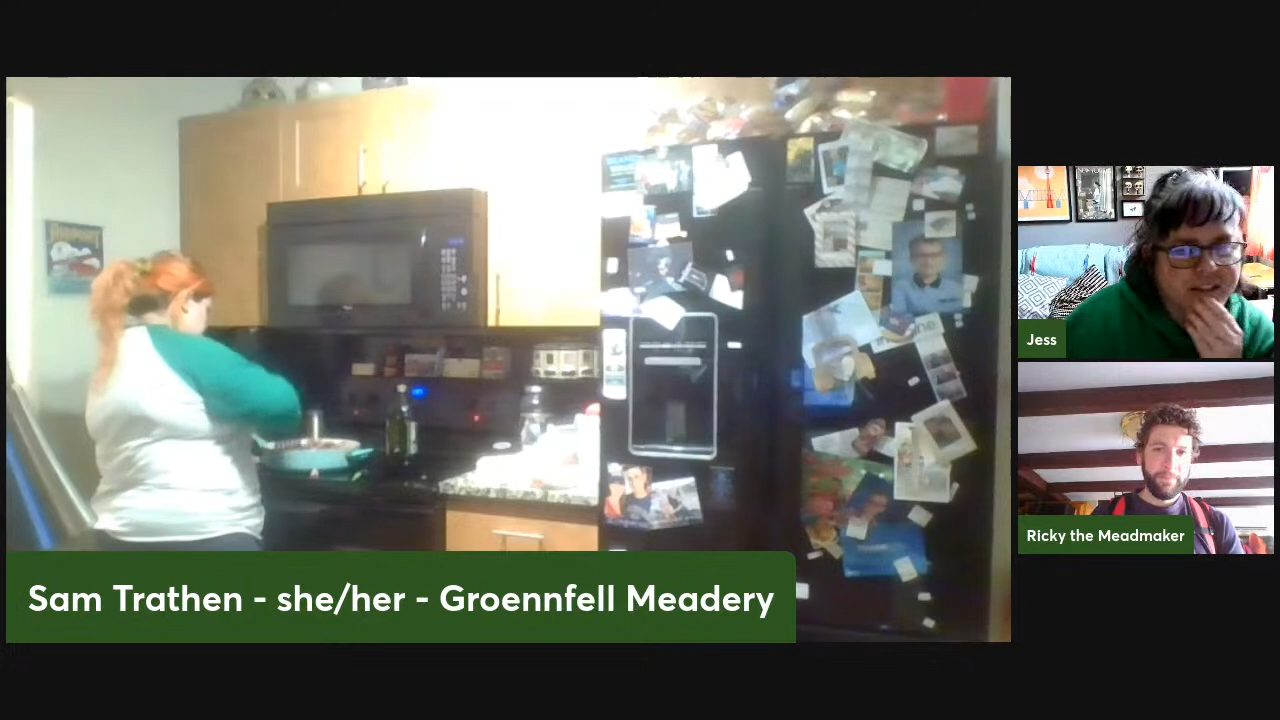 Sam Trathen - she/her - Groennfell Meadery
Jess
Ricky the Meadmaker